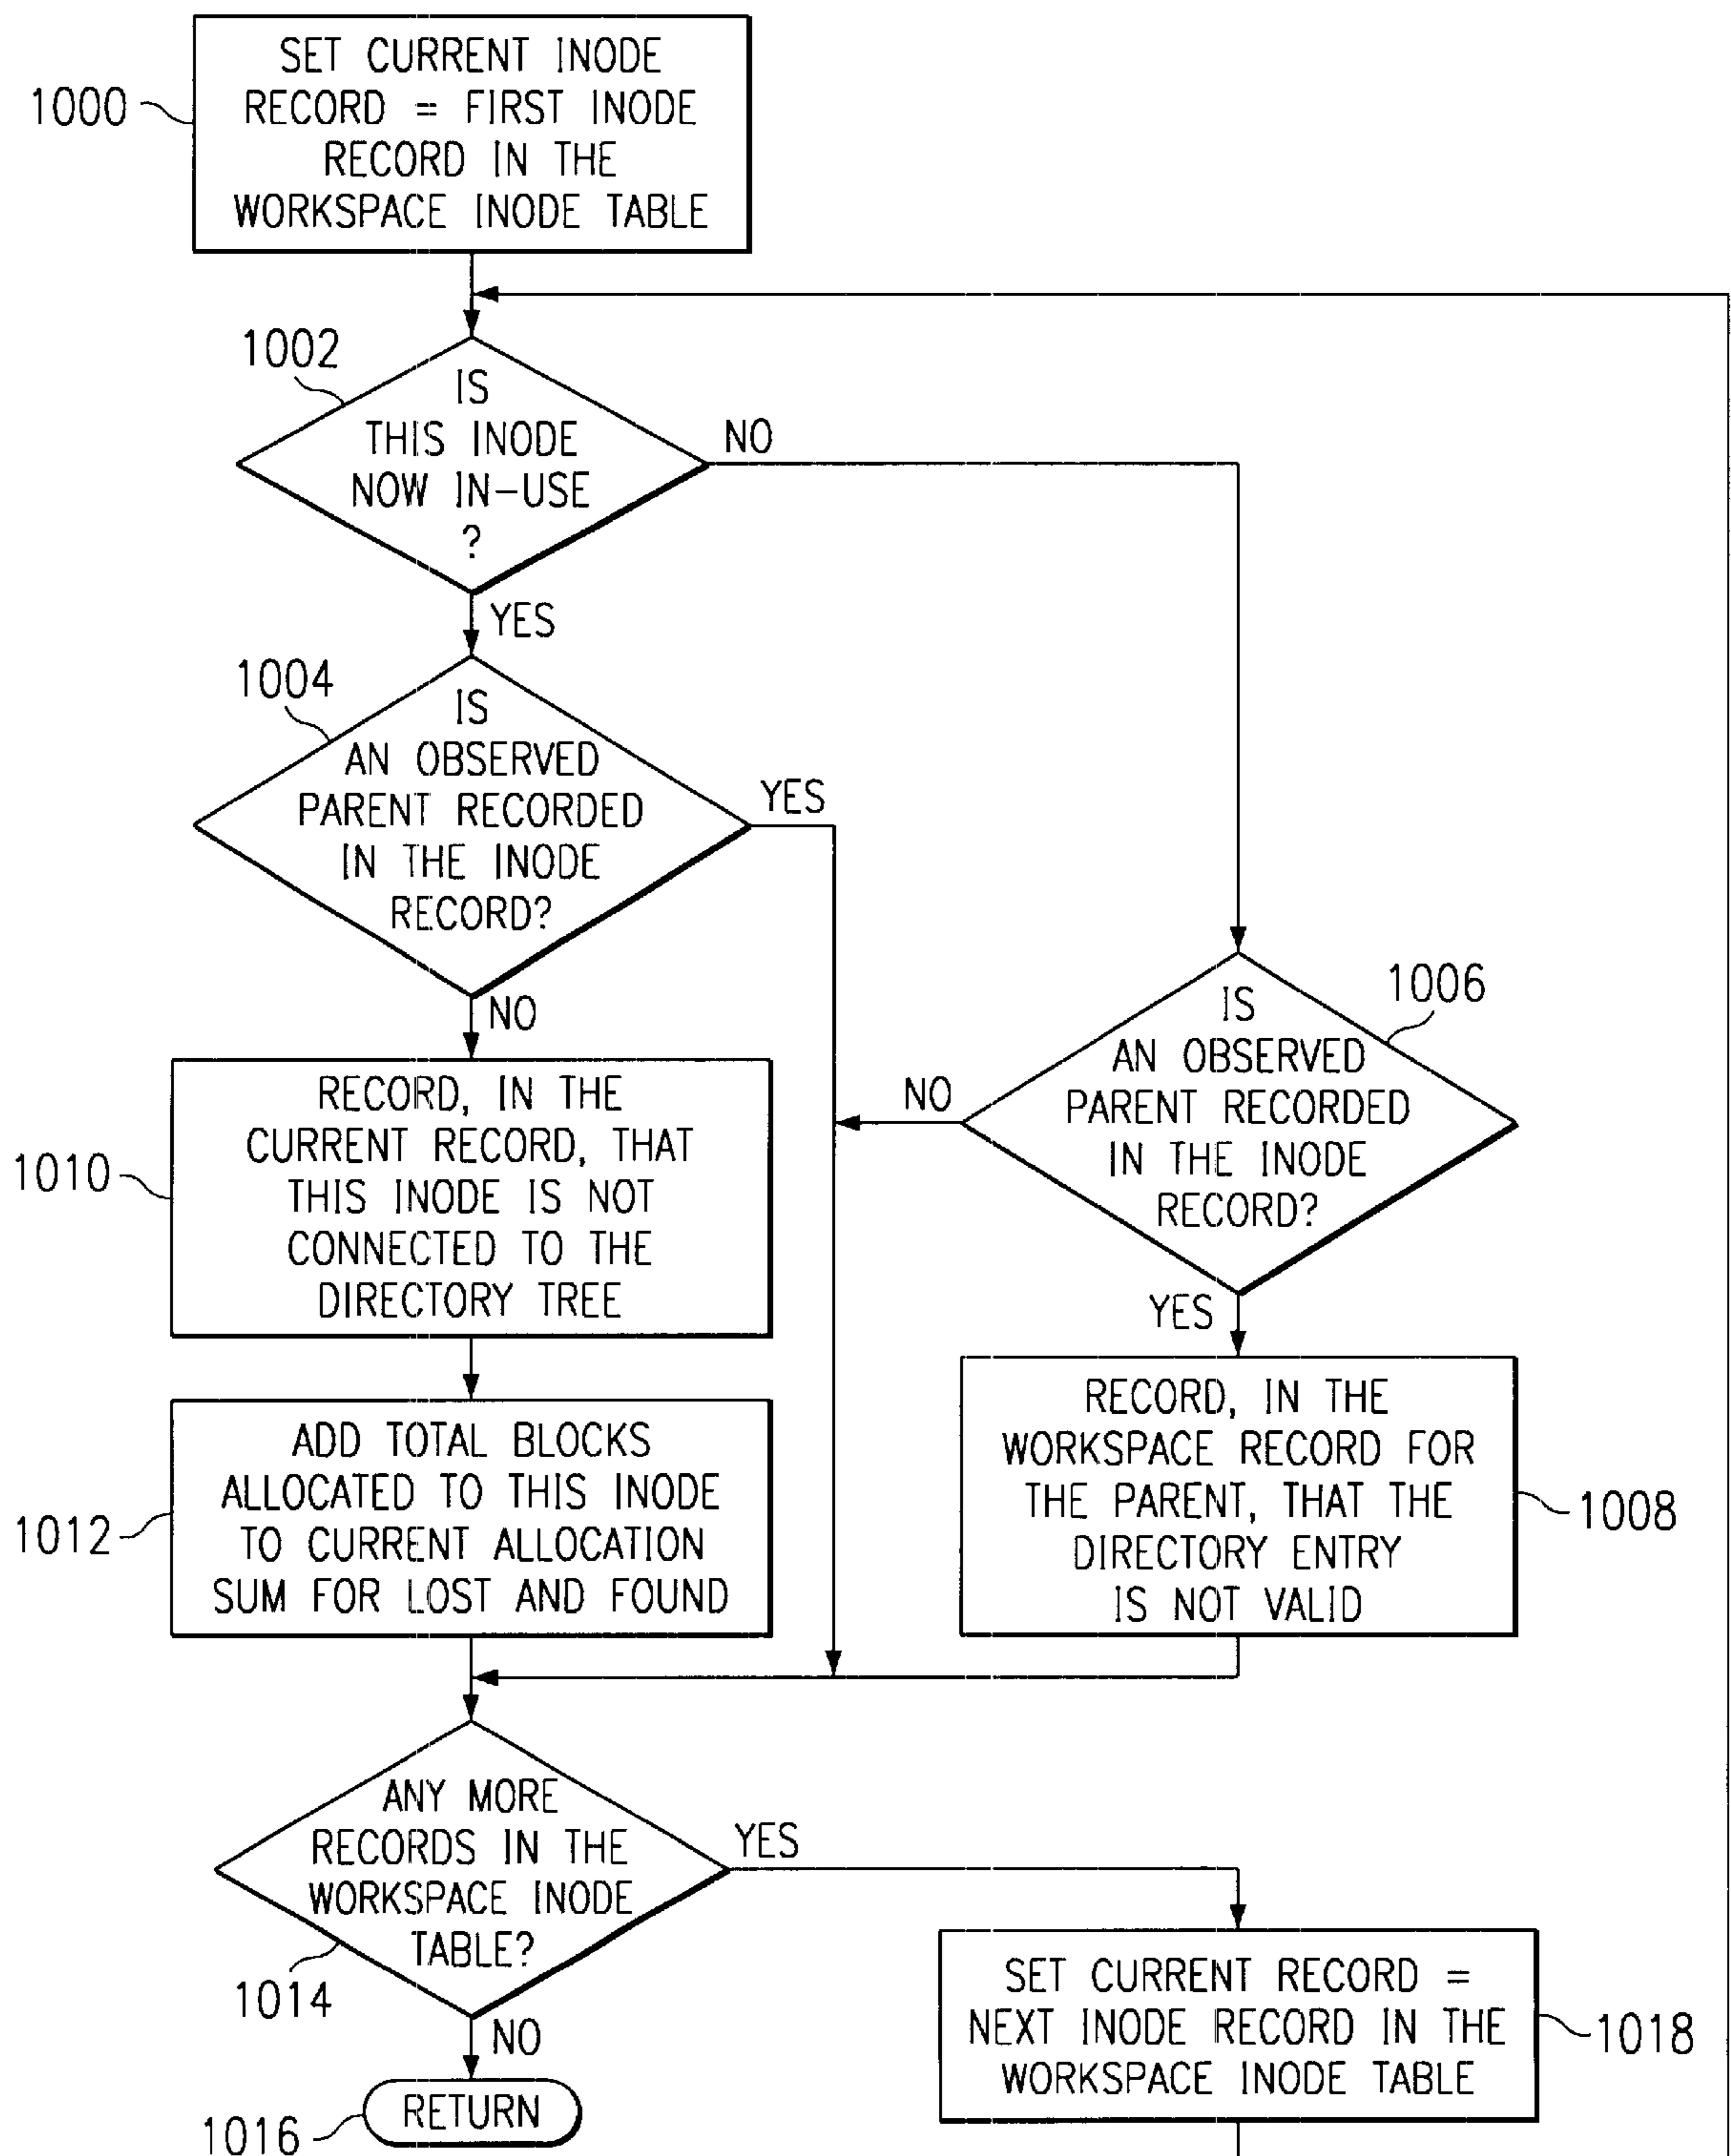 SET CURRENT INODE
RECORD = FIRST INODE
RECORD IN THE
WORKSPACE INODE TABLE
1000
1002
IS
THIS INODE
NOW IN-USE
?
NO
YES
1004
IS
AN OBSERVED
PARENT RECORDED
IN THE INODE
RECORD?
YES
NO
1006
IS
AN OBSERVED
PARENT RECORDED
IN THE INODE
RECORD?
NO
YES
1010
RECORD, IN THE
CURRENT RECORD, THAT
THIS INODE IS NOT
CONNECTED TO THE
DIRECTORY TREE
1012
ADD TOTAL BLOCKS
ALLOCATED TO THIS INODE
TO CURRENT ALLOCATION
SUM FOR LOST AND FOUND
RECORD, IN THE
WORKSPACE RECORD FOR
THE PARENT, THAT THE
DIRECTORY ENTRY
IS NOT VALID
1008
ANY MORE
RECORDS IN THE
WORKSPACE INODE
TABLE?
1014
YES
NO
SET CURRENT RECORD =
NEXT INODE RECORD IN THE
WORKSPACE INODE TABLE
1018
RETURN
1016